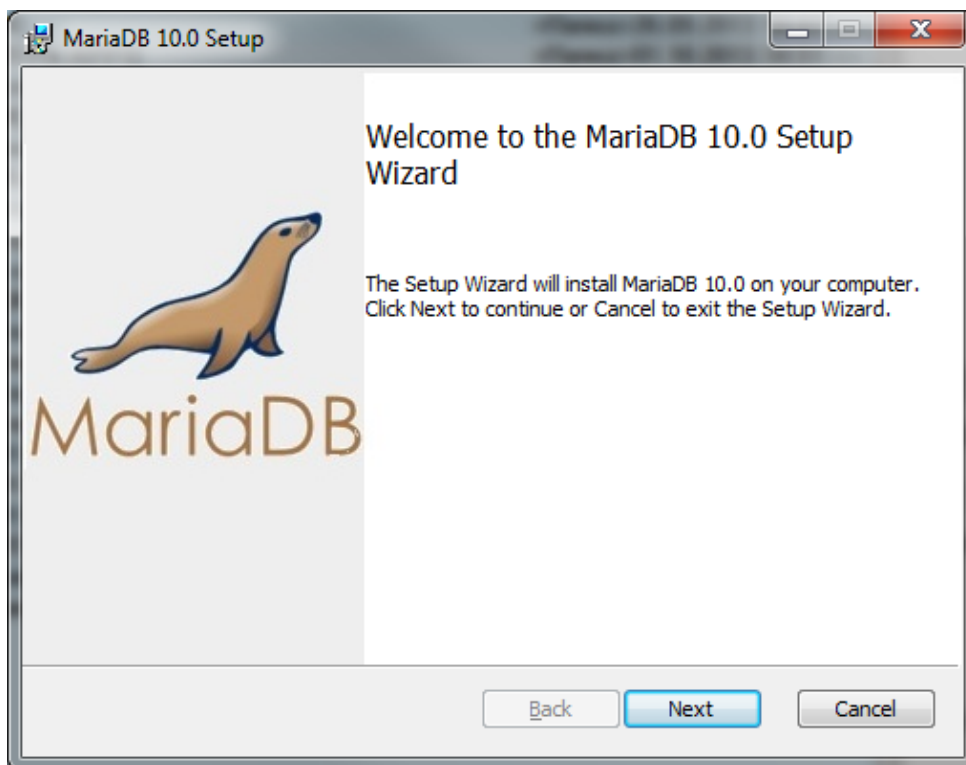 MariaDB 10.0 Setup
Welcome to the MariaDB 10.0 Setup
Wizard
The Setup Wizard will install MariaDB 10.0 on your computer.
Click Next to continue or Cancel to exit the Setup Wizard.
MariaDB
Back Next Cancel